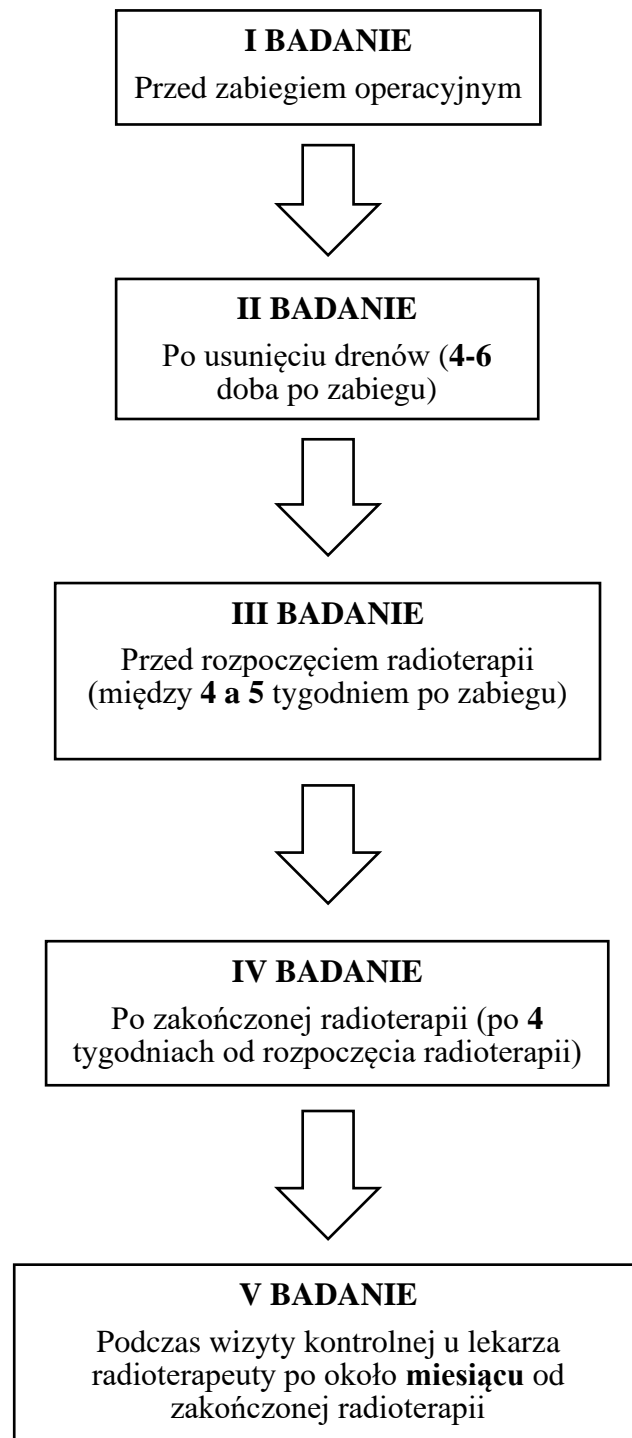 I BADANIE
Przed zabiegiem operacyjnym
II BADANIE
Po usunięciu drenów (4-6
doba po zabiegu)
III BADANIE
Przed rozpoczęciem radioterapii
(między 4 a 5 tygodniem po zabiegu)
IV BADANIE
Po zakończonej radioterapii (po 4
tygodniach od rozpoczęcia radioterapii)
V BADANIE
Podczas wizyty kontrolnej u lekarza
radioterapeuty po około miesiącu od
zakończonej radioterapii